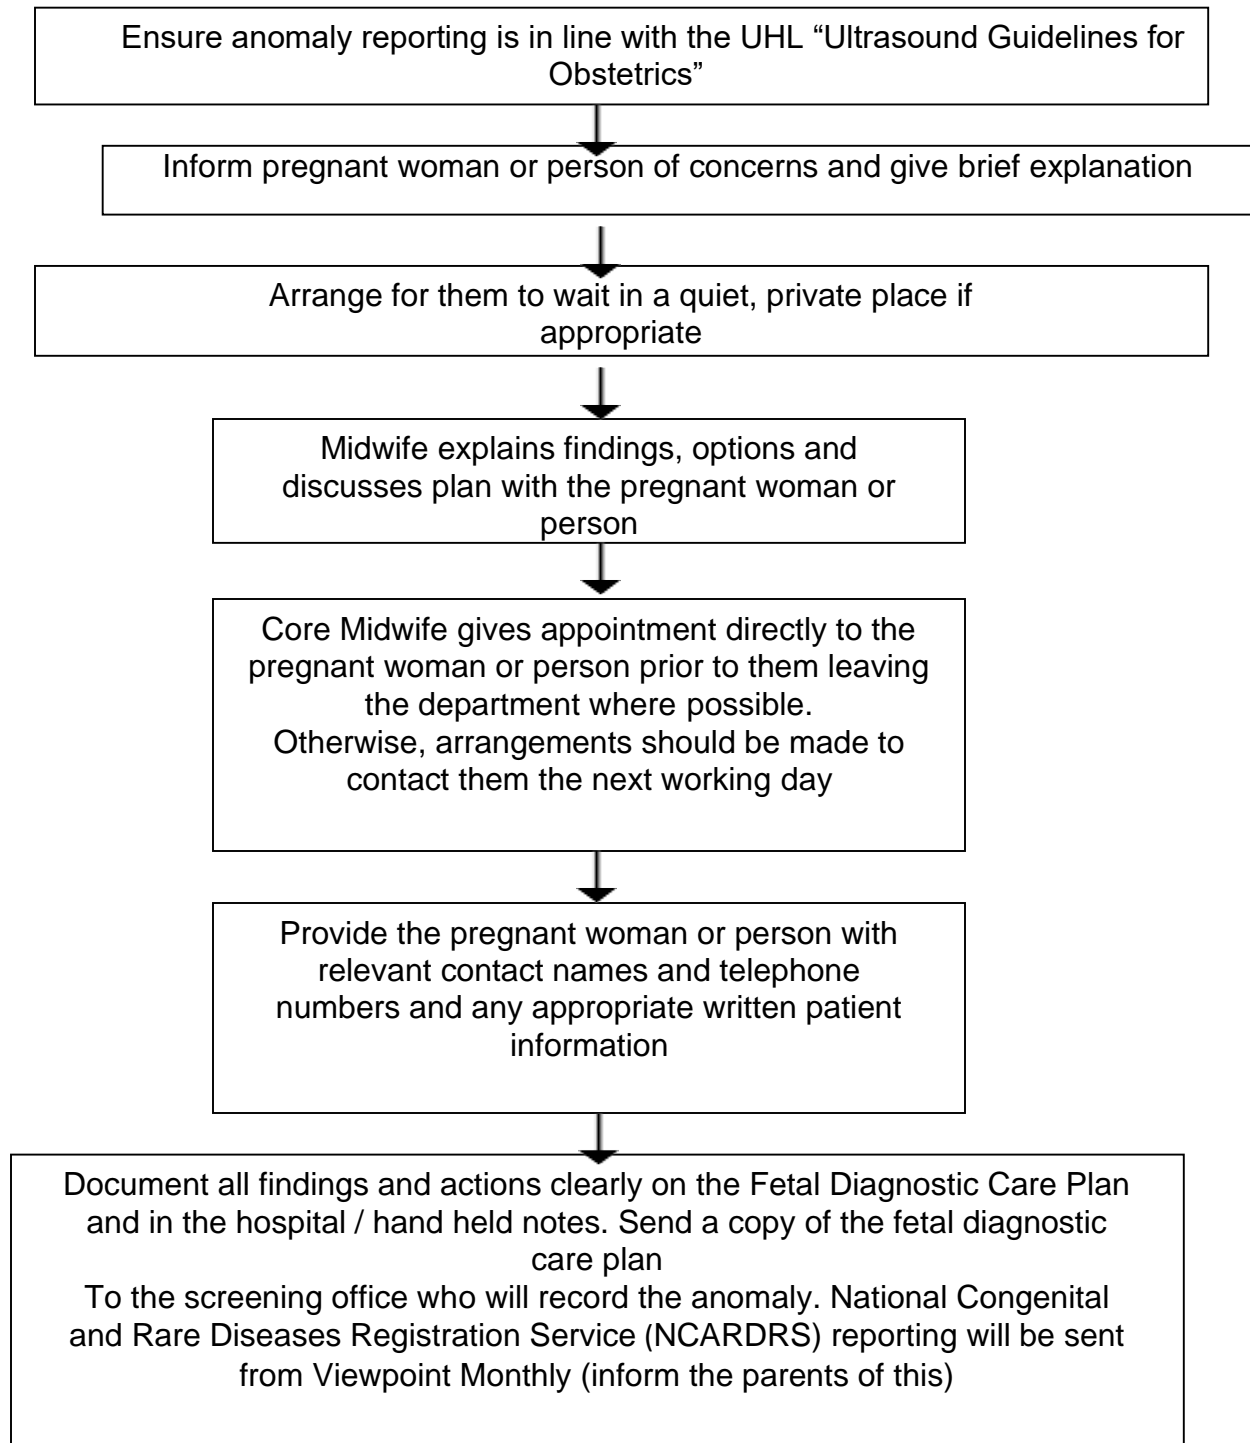 Ensure anomaly reporting is in line with the UHL “Ultrasound Guidelines for
Obstetrics”
Inform pregnant woman or person of concerns and give brief explanation
Arrange for them to wait in a quiet, private place if
appropriate
Midwife explains findings, options and
discusses plan with the pregnant woman or
person
Core Midwife gives appointment directly to the
pregnant woman or person prior to them leaving
the department where possible.
Otherwise, arrangements should be made to
contact them the next working day
Provide the pregnant woman or person with
relevant contact names and telephone
numbers and any appropriate written patient
information
Document all findings and actions clearly on the Fetal Diagnostic Care Plan
and in the hospital / hand held notes. Send a copy of the fetal diagnostic
care plan
To the screening office who will record the anomaly. National Congenital
and Rare Diseases Registration Service (NCARDRS) reporting will be sent
from Viewpoint Monthly (inform the parents of this)